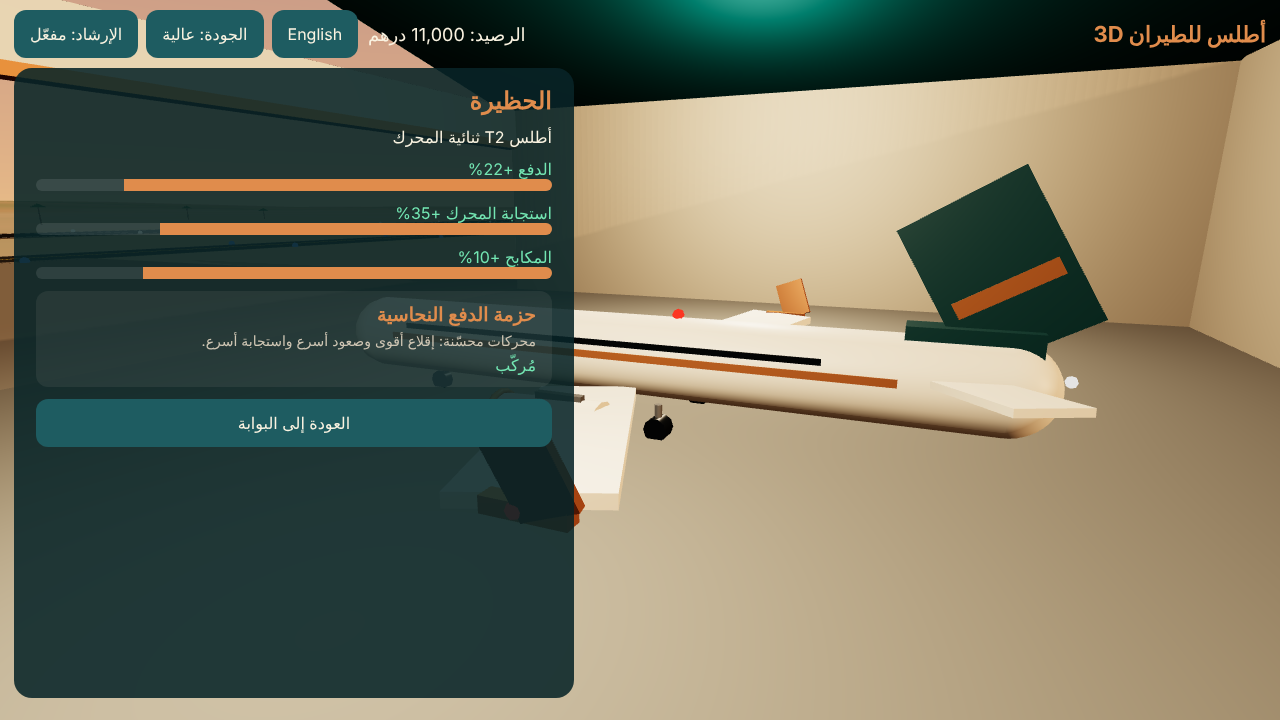 أطلس للطيران 3D
الرصيد: 11,000 درهم
English
الجودة: عالية
الإرشاد: مفعّل
الحظيرة
أطلس T2 ثنائية المحرك
الدفع +22%
استجابة المحرك +35%
المكابح +10%
حزمة الدفع النحاسية
محركات محسّنة: إقلاع أقوى وصعود أسرع واستجابة أسرع.
مُركّب
العودة إلى البوابة